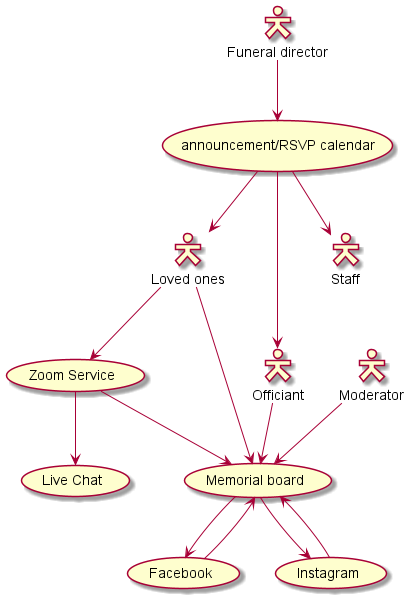 Funeral director
announcement/RSVP calendar
Loved ones
Staff
Zoom Service
Officiant
Moderator
Live Chat
Memorial board
Facebook
Instagram